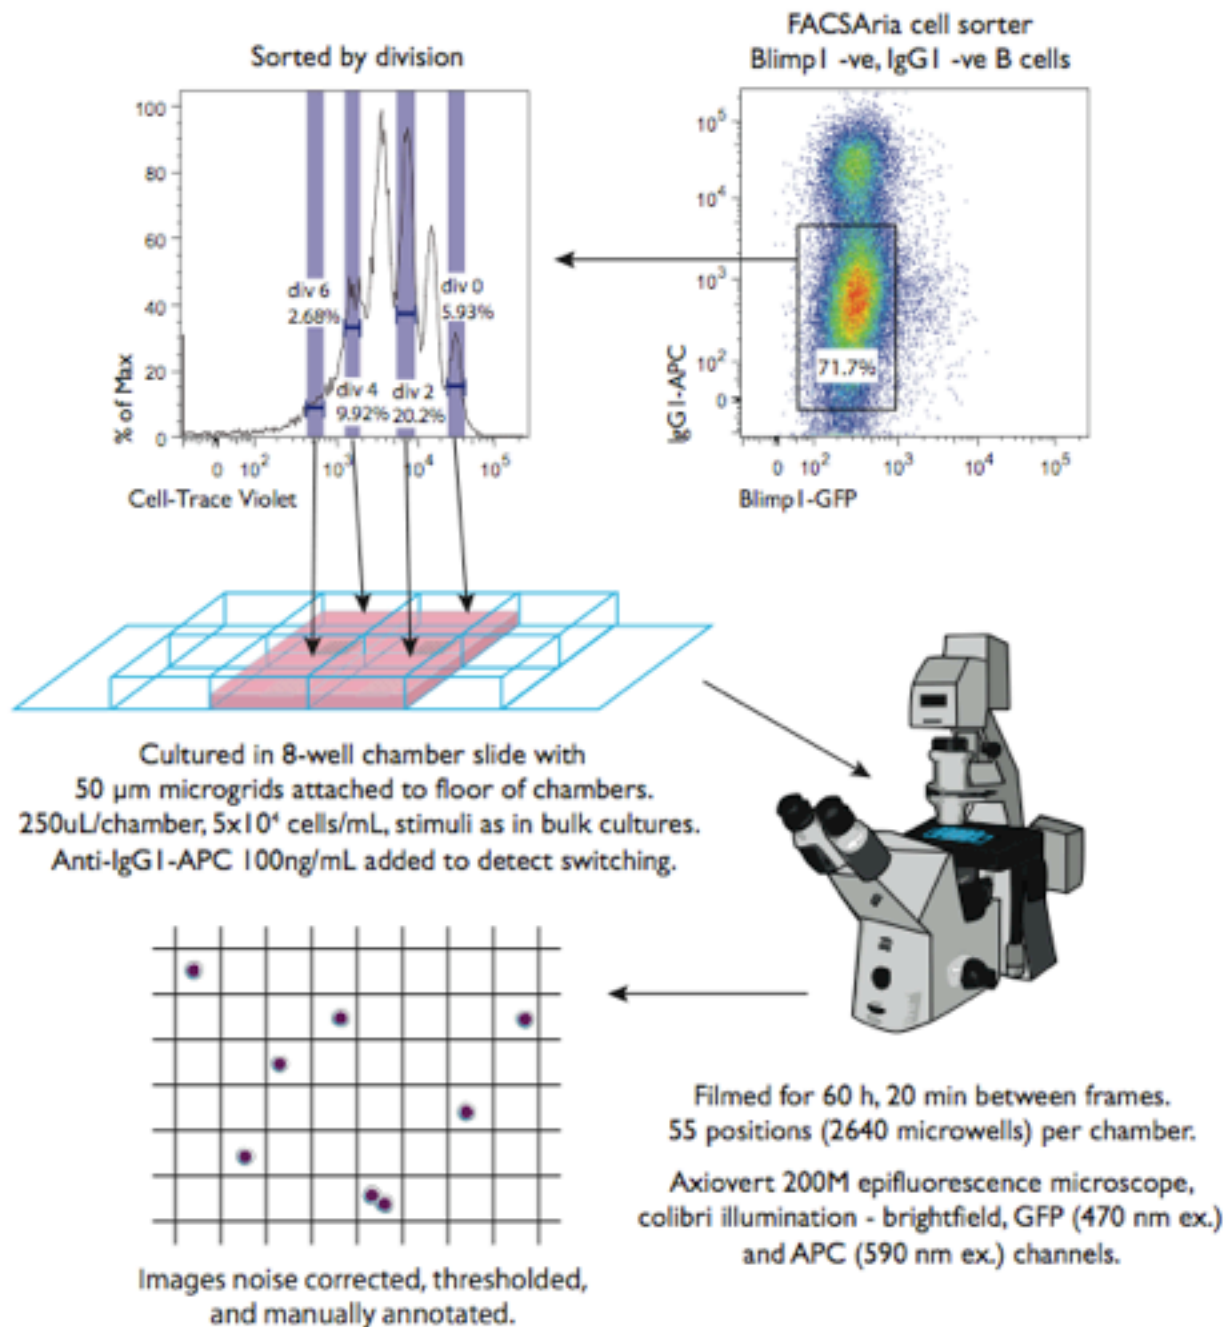 Sorted by division
FACSAria cell sorter
Blimp1 -ve, IgG1 -ve B cells
100
80
60
40
20
0
% of Max
div 6
2.68%
div 0
5.93%
div 4
9.92%
div 2
20.2%
0 10² 10³ 10⁴ 10⁵
Cell-Trace Violet
10⁵
10⁴
10³
10²
0
IgG1-APC
71.7%
0 10² 10³ 10⁴ 10⁵
Blimp1-GFP
Cultured in 8-well chamber slide with
50 µm microgrids attached to floor of chambers.
250uL/chamber, 5x10⁴ cells/mL, stimuli as in bulk cultures.
Anti-IgG1-APC 100ng/mL added to detect switching.
Filmed for 60 h, 20 min between frames.
55 positions (2640 microwells) per chamber.
Axiovert 200M epifluorescence microscope,
colibri illumination - brightfield, GFP (470 nm ex.)
and APC (590 nm ex.) channels.
Images noise corrected, thresholded,
and manually annotated.